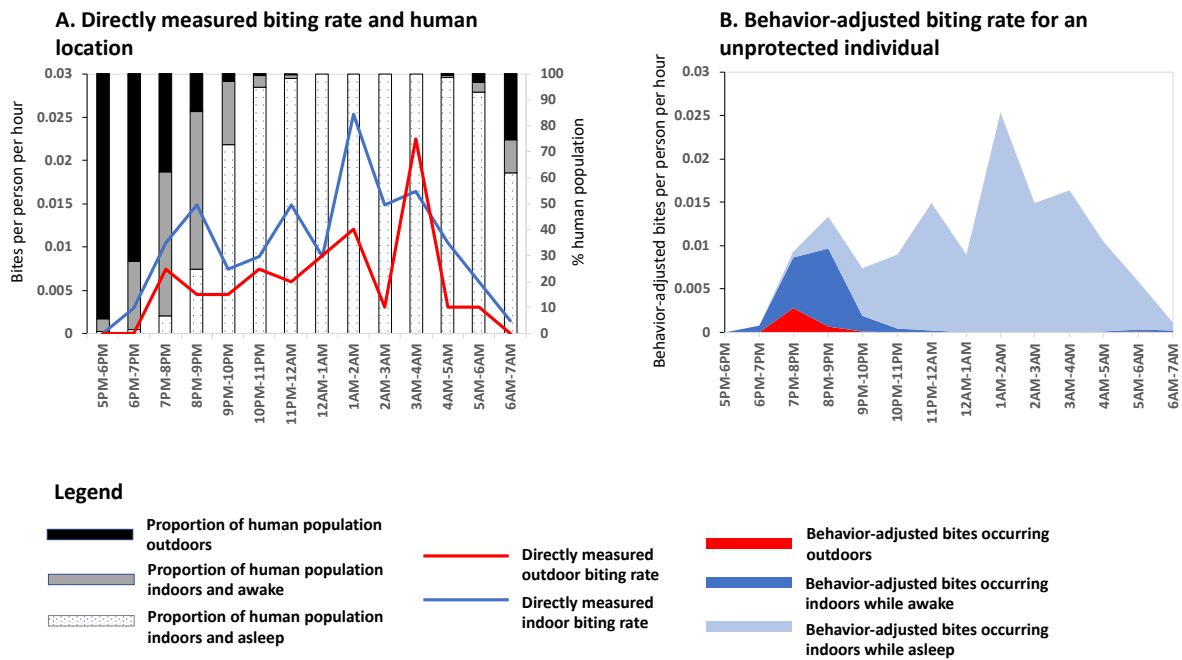 A. Directly measured biting rate and human
location
Bites per person per hour
0.03
0.025
0.02
0.015
0.01
0.005
0
100
90
80
70
60
50
40
30
20
10
0
% human population
5PM-6PM
6PM-7PM
7PM-8PM
8PM-9PM
9PM-10PM
10PM-11PM
11PM-12AM
12AM-1AM
1AM-2AM
2AM-3AM
3AM-4AM
4AM-5AM
5AM-6AM
6AM-7AM
B. Behavior-adjusted biting rate for an
unprotected individual
Behavior-adjusted bites per person per hour
0.03
0.025
0.02
0.015
0.01
0.005
0
5PM-6PM
6PM-7PM
7PM-8PM
8PM-9PM
9PM-10PM
10PM-11PM
11PM-12AM
12AM-1AM
1AM-2AM
2AM-3AM
3AM-4AM
4AM-5AM
5AM-6AM
6AM-7AM
Legend
Proportion of human population
outdoors
Proportion of human population
indoors and awake
Proportion of human population
indoors and asleep
Directly measured
outdoor biting rate
Directly measured
indoor biting rate
Behavior-adjusted bites occurring
outdoors
Behavior-adjusted bites occurring
indoors while awake
Behavior-adjusted bites occurring
indoors while asleep